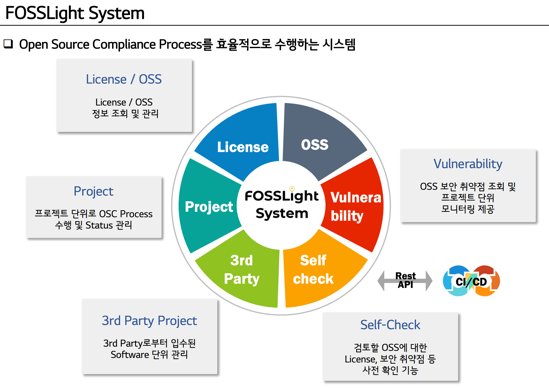 FOSSLight System
Open Source Compliance Process를 효율적으로 수행하는 시스템
License / OSS
License / OSS
정보 조회 및 관리
Project
프로젝트 단위로 OSC Process
수행 및 Status 관리
3rd Party Project
3rd Party로부터 입수된
Software 단위 관리
License
OSS
Project
Vulnera
bility
3rd
Party
Self
check
FOSSLight
System
Vulnerability
OSS 보안 취약점 조회 및
프로젝트 단위
모니터링 제공
Rest
API
CI/CD
Self-Check
검토할 OSS에 대한
License, 보안 취약점 등
사전 확인 기능